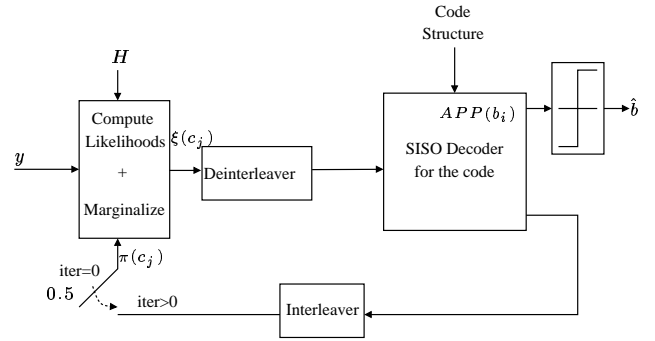 Code
Structure
H
APP(b_i)
b̂
Compute
Likelihoods
+
Marginalize
ξ(c_j)
y
Deinterleaver
SISO Decoder
for the code
π(c_j)
iter=0
0.5
iter>0
Interleaver